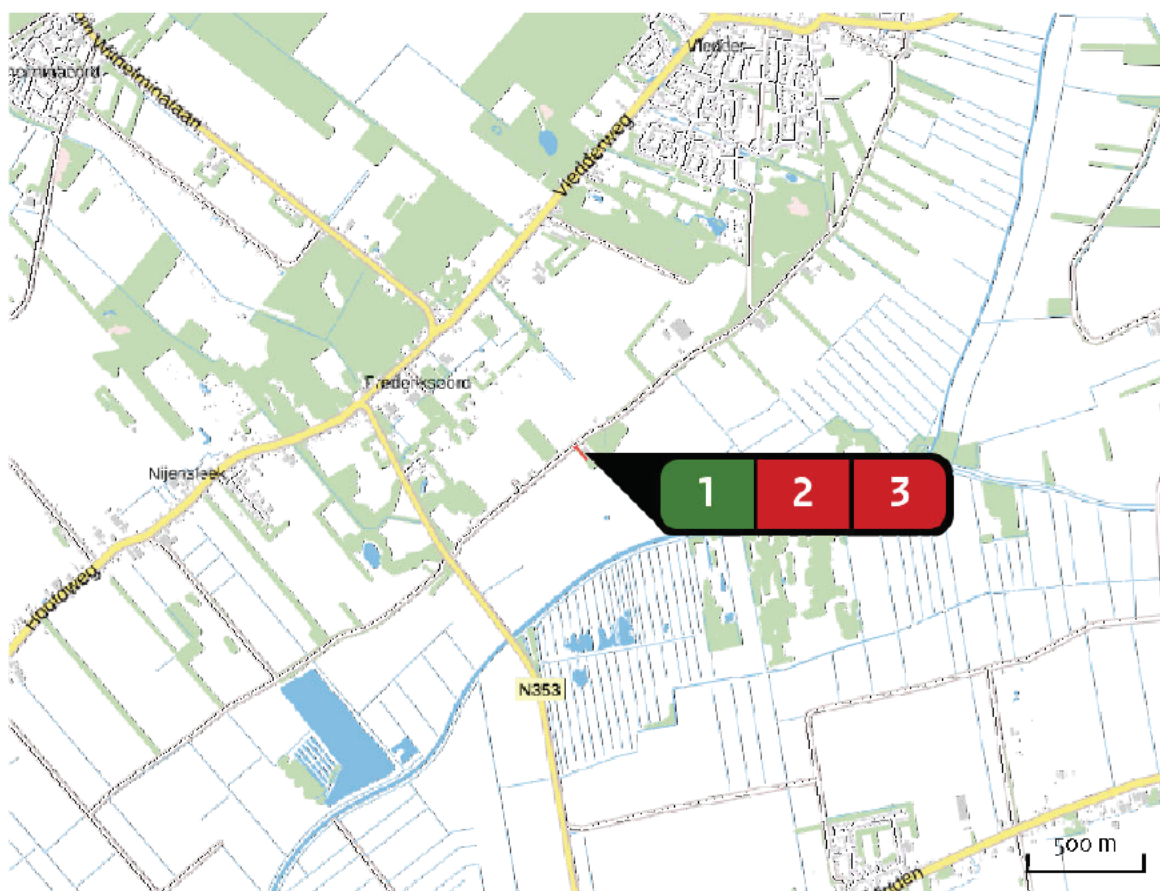 Vledder
Wilhelminalaan
Vledderweg
Frederiksoord
Nijensleek
1 2 3
Hoofdweg
N353
500 m